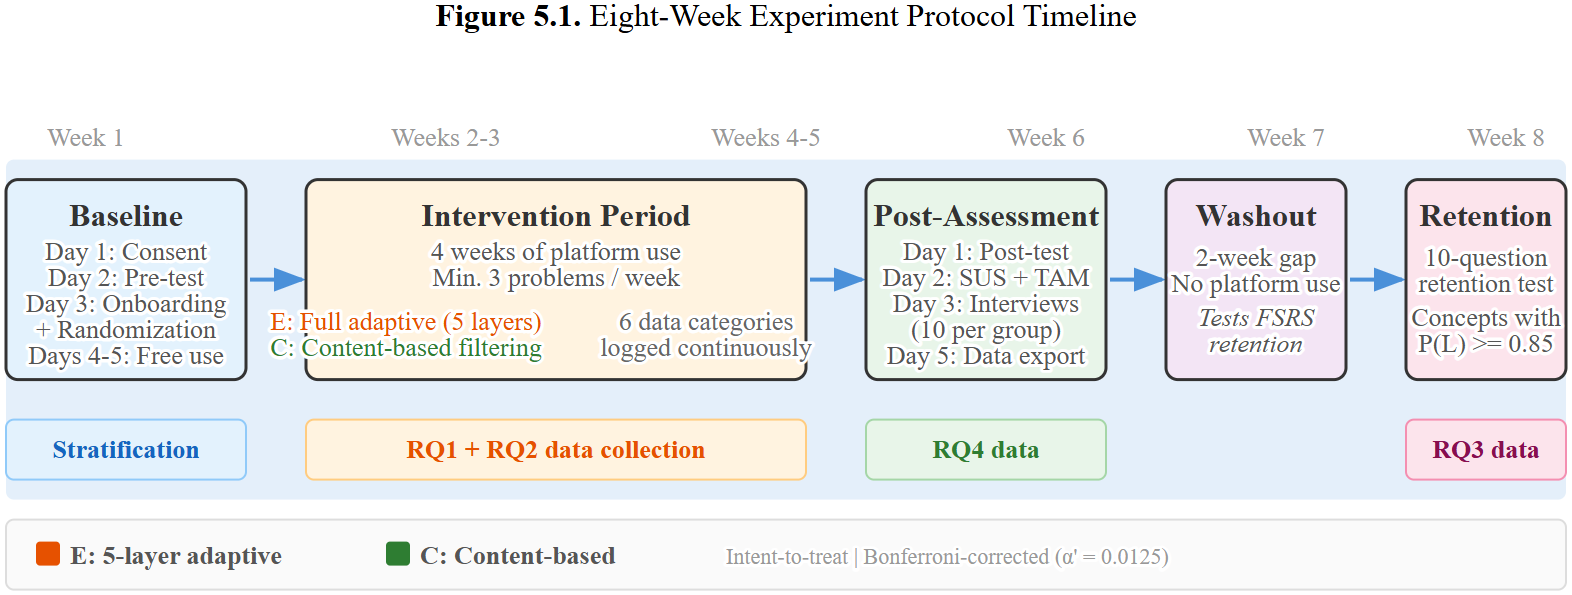 Figure 5.1. Eight-Week Experiment Protocol Timeline
Week 1
Weeks 2-3
Weeks 4-5
Week 6
Week 7
Week 8
Baseline
Day 1: Consent
Day 2: Pre-test
Day 3: Onboarding
+ Randomization
Days 4-5: Free use
Intervention Period
4 weeks of platform use
Min. 3 problems / week
E: Full adaptive (5 layers)
C: Content-based filtering
6 data categories
logged continuously
Post-Assessment
Day 1: Post-test
Day 2: SUS + TAM
Day 3: Interviews
(10 per group)
Day 5: Data export
Washout
2-week gap
No platform use
Tests FSRS
retention
Retention
10-question
retention test
Concepts with
P(L) >= 0.85
Stratification
RQ1 + RQ2 data collection
RQ4 data
RQ3 data
E: 5-layer adaptive
C: Content-based
Intent-to-treat | Bonferroni-corrected (α' = 0.0125)